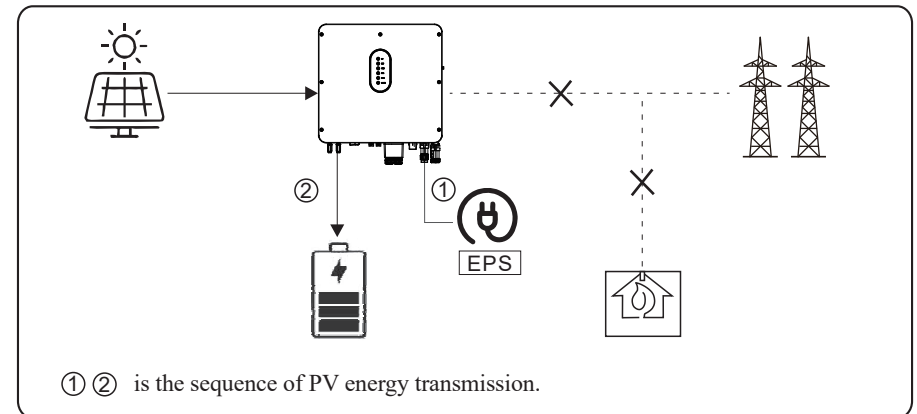 ②
①
EPS
① ② is the sequence of PV energy transmission.